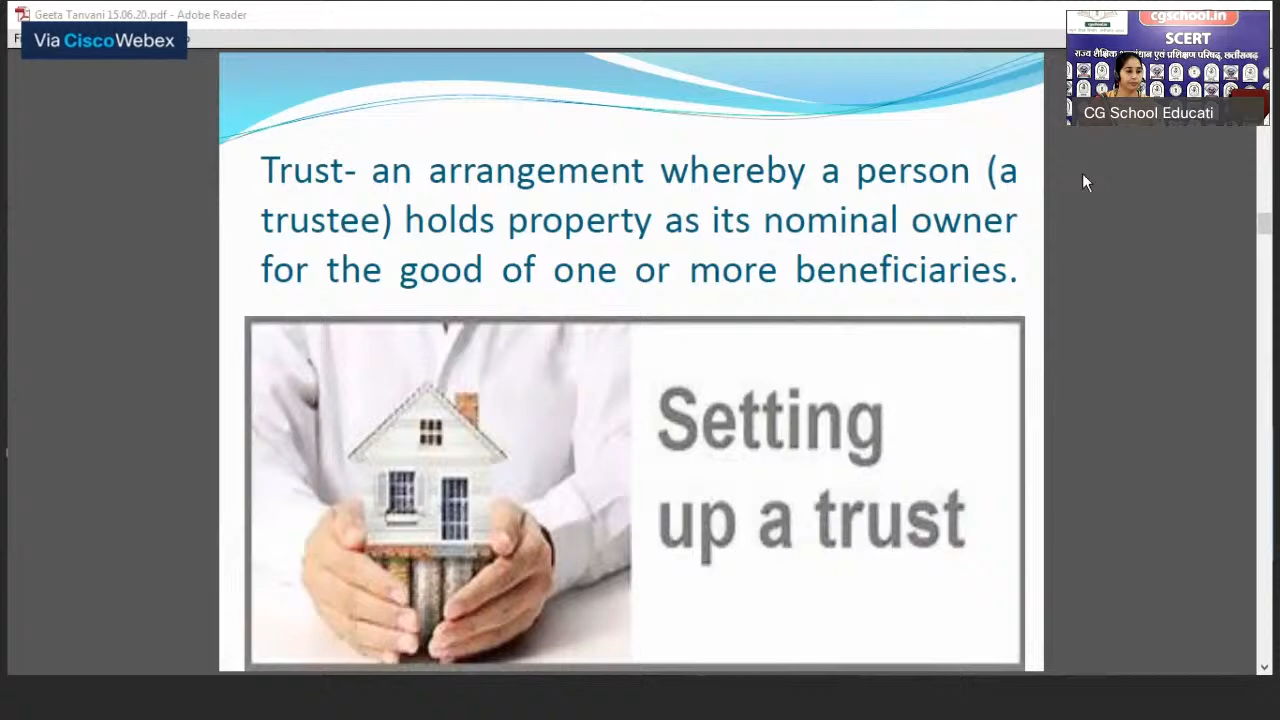 Geeta Tanvani 15.06.20.pdf - Adobe Reader
Via CiscoWebex
cgschool.in
SCERT
राज्य शैक्षिक अनुसंधान एवं प्रशिक्षण परिषद्, छत्तीसगढ़
CG School Educati
Trust- an arrangement whereby a person (a
trustee) holds property as its nominal owner
for the good of one or more beneficiaries.
Setting
up a trust